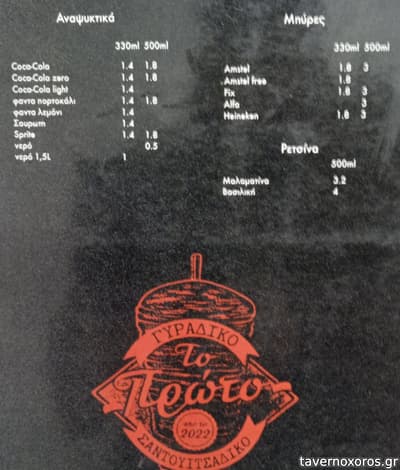 Αναψυκτικά
330ml 500ml
Coca-Cola 1.4 1.8
Coca-Cola zero 1.4 1.8
Coca-Cola light 1.4
φαντα πορτοκάλι 1.4 1.8
φαντα λεμόνι 1.4
Σουρωτη 1.4
Sprite 1.4 1.8
νερό 0.5
νερό 1,5L 1
Μπύρες
330ml 500ml
Amstel 1.8 3
Amstel free 1.8
Fix 1.8 3
Alfa 3
Heineken 1.8 3
Ρετσίνα
500ml
Μαλαματίνα 3.2
Βασιλική 4
ΓΥΡΑΔΙΚΟ
Το
Πρώτο
2022
ΣΑΝΤΟΥΙΤΣΑΔΙΚΟ
tavernoxoros.gr